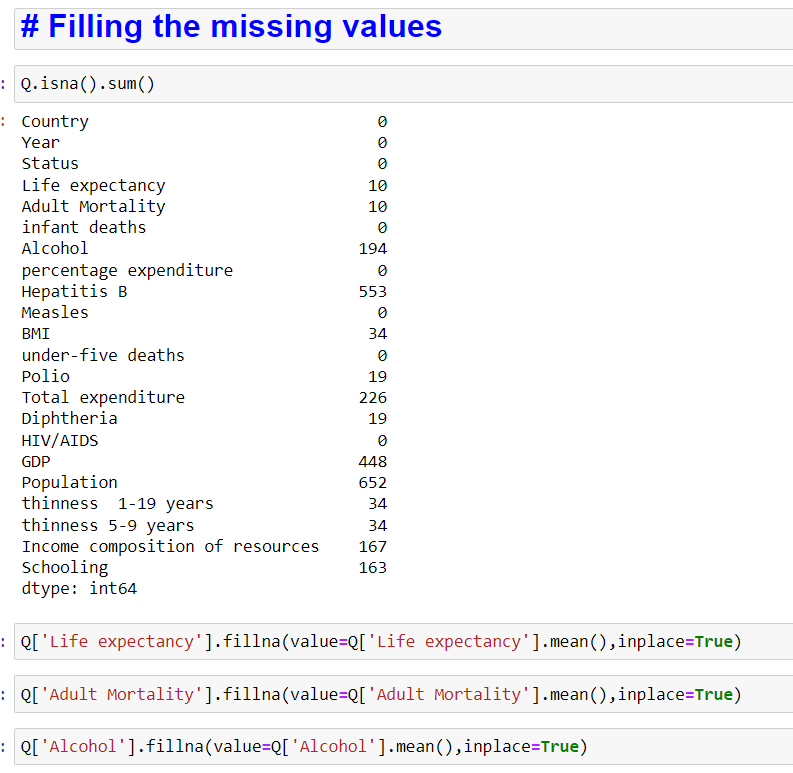 # Filling the missing values
: Q.isna().sum()
: Country 0
Year 0
Status 0
Life expectancy 10
Adult Mortality 10
infant deaths 0
Alcohol 194
percentage expenditure 0
Hepatitis B 553
Measles 0
BMI 34
under-five deaths 0
Polio 19
Total expenditure 226
Diphtheria 19
HIV/AIDS 0
GDP 448
Population 652
thinness  1-19 years 34
thinness 5-9 years 34
Income composition of resources 167
Schooling 163
dtype: int64
: Q['Life expectancy'].fillna(value=Q['Life expectancy'].mean(),inplace=True)
: Q['Adult Mortality'].fillna(value=Q['Adult Mortality'].mean(),inplace=True)
: Q['Alcohol'].fillna(value=Q['Alcohol'].mean(),inplace=True)